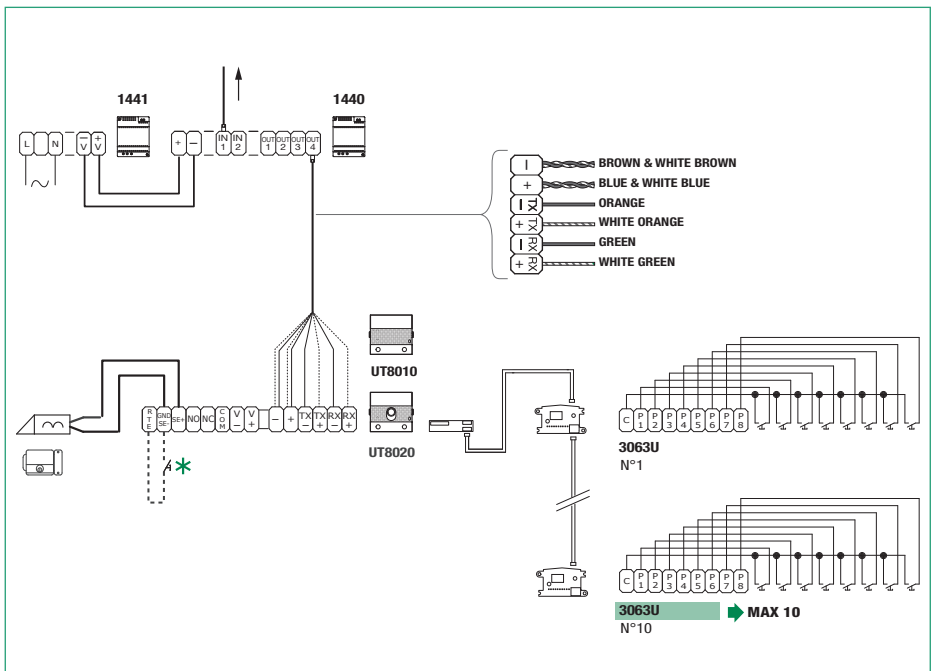 1441
1440
L N –V +V + – IN 1 IN 2 OUT 1 OUT 2 OUT 3 OUT 4
– BROWN & WHITE BROWN
+ BLUE & WHITE BLUE
– TX ORANGE
+ TX WHITE ORANGE
– RX GREEN
+ RX WHITE GREEN
UT8010
RTE GND SE- SE+ NO NC COM V– V+ – + TX – TX + RX – RX +
*
UT8020
C P1 P2 P3 P4 P5 P6 P7 P8
3063U
N°1
C P1 P2 P3 P4 P5 P6 P7 P8
3063U MAX 10
N°10